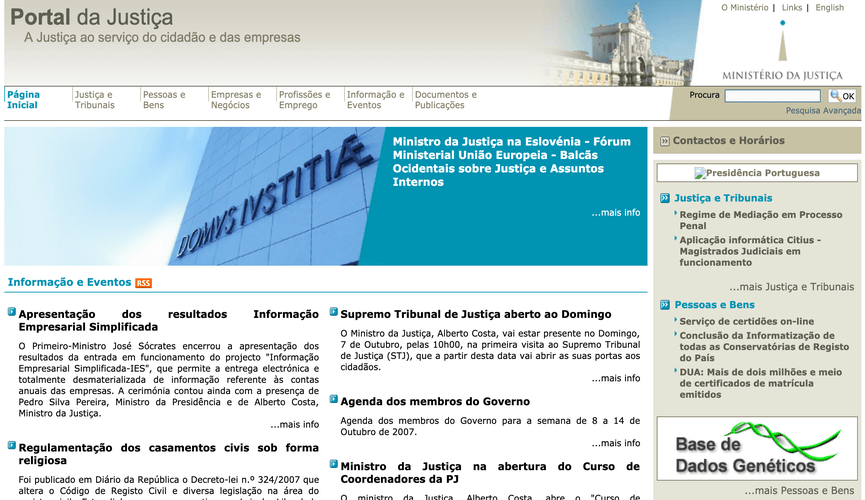 Portal da Justiça
A Justiça ao serviço do cidadão e das empresas
O Ministério | Links | English
MINISTÉRIO DA JUSTIÇA
Página
Inicial
Justiça e
Tribunais
Pessoas e
Bens
Empresas e
Negócios
Profissões e
Emprego
Informação e
Eventos
Documentos e
Publicações
Procura
OK
Pesquisa Avançada
DOMVS IVSTITIÆ
Ministro da Justiça na Eslovénia - Fórum
Ministerial União Europeia - Balcãs
Ocidentais sobre Justiça e Assuntos
Internos
...mais info
Informação e Eventos RSS
Apresentação dos resultados Informação
Empresarial Simplificada
O Primeiro-Ministro José Sócrates encerrou a apresentação dos
resultados da entrada em funcionamento do projecto "Informação
Empresarial Simplificada-IES", que permite a entrega electrónica e
totalmente desmaterializada de informação referente às contas
anuais das empresas. A cerimónia contou ainda com a presença de
Pedro Silva Pereira, Ministro da Presidência e de Alberto Costa,
Ministro da Justiça.
...mais info
Regulamentação dos casamentos civis sob forma
religiosa
Foi publicado em Diário da República o Decreto-lei n.º 324/2007 que
altera o Código de Registo Civil e diversa legislação na área do
Supremo Tribunal de Justiça aberto ao Domingo
O Ministro da Justiça, Alberto Costa, vai estar presente no Domingo,
7 de Outubro, pelas 10h00, na primeira visita ao Supremo Tribunal
de Justiça (STJ), que a partir desta data vai abrir as suas portas aos
cidadãos.
...mais info
Agenda dos membros do Governo
Agenda dos membros do Governo para a semana de 8 a 14 de
Outubro de 2007.
...mais info
Ministro da Justiça na abertura do Curso de
Coordenadores da PJ
O ministro da Justiça, Alberto Costa, abre o "Curso de
Contactos e Horários
Presidência Portuguesa
Justiça e Tribunais
Regime de Mediação em Processo
Penal
Aplicação informática Citius -
Magistrados Judiciais em
funcionamento
...mais Justiça e Tribunais
Pessoas e Bens
Serviço de certidões on-line
Conclusão da Informatização de
todas as Conservatórias de Registo
do País
DUA: Mais de dois milhões e meio
de certificados de matrícula
emitidos
Base de
Dados Genéticos
...mais Pessoas e Bens